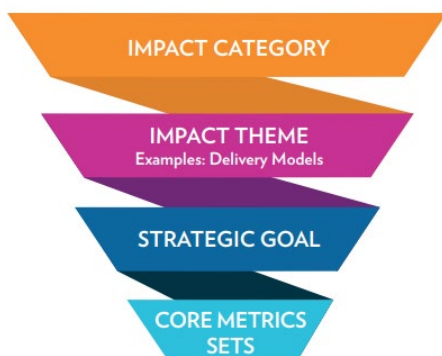 IMPACT CATEGORY
IMPACT THEME
Examples: Delivery Models
STRATEGIC GOAL
CORE METRICS
SETS